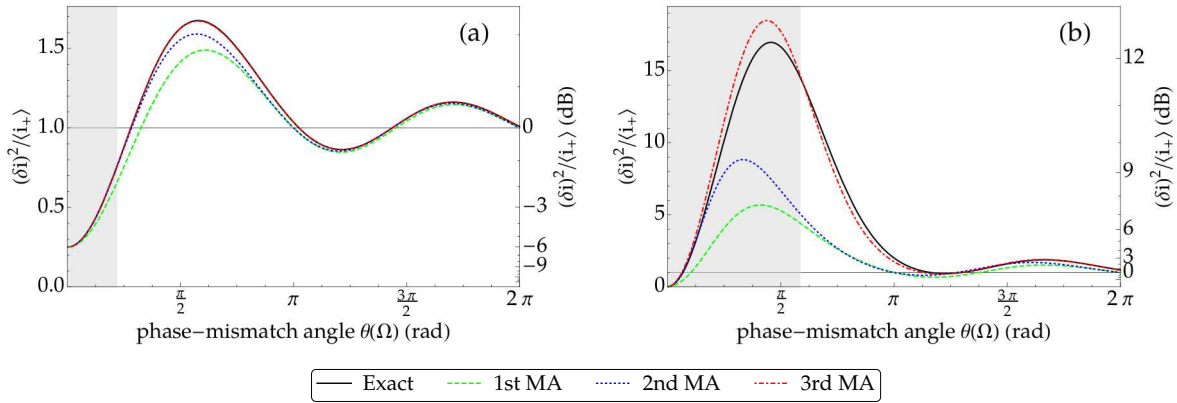 (a)
(δi)²/⟨i₊⟩
1.5
1.0
0.5
0.0
0
−3
−6
−9
(δi)²/⟨i₊⟩ (dB)
π/2
π
3π/2
2 π
phase−mismatch angle θ(Ω) (rad)
(b)
(δi)²/⟨i₊⟩
15
10
5
0
12
9
6
3
0
(δi)²/⟨i₊⟩ (dB)
π/2
π
3π/2
2 π
phase−mismatch angle θ(Ω) (rad)
Exact 1st MA 2nd MA 3rd MA